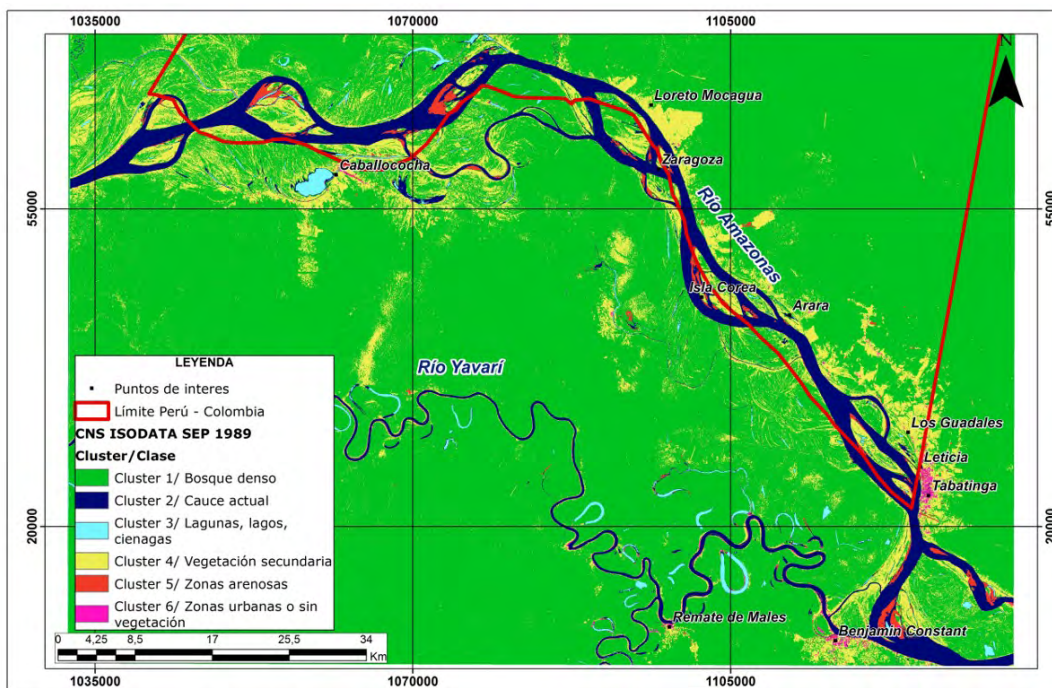 1035000 1070000 1105000
N
Loreto Mocagua
Zaragoza
Caballococha
55000 55000
Río Amazonas
Isla Corea
Arara
Río Yavarí
Los Guadales
Leticia
Tabatinga
20000 20000
Remate de Males
Benjamin Constant
LEYENDA
Puntos de interes
Límite Perú - Colombia
CNS ISODATA SEP 1989
Cluster/Clase
Cluster 1/ Bosque denso
Cluster 2/ Cauce actual
Cluster 3/ Lagunas, lagos,
cienagas
Cluster 4/ Vegetación secundaria
Cluster 5/ Zonas arenosas
Cluster 6/ Zonas urbanas o sin
vegetación
0 4,25 8,5 17 25,5 34
Km
1035000 1070000 1105000